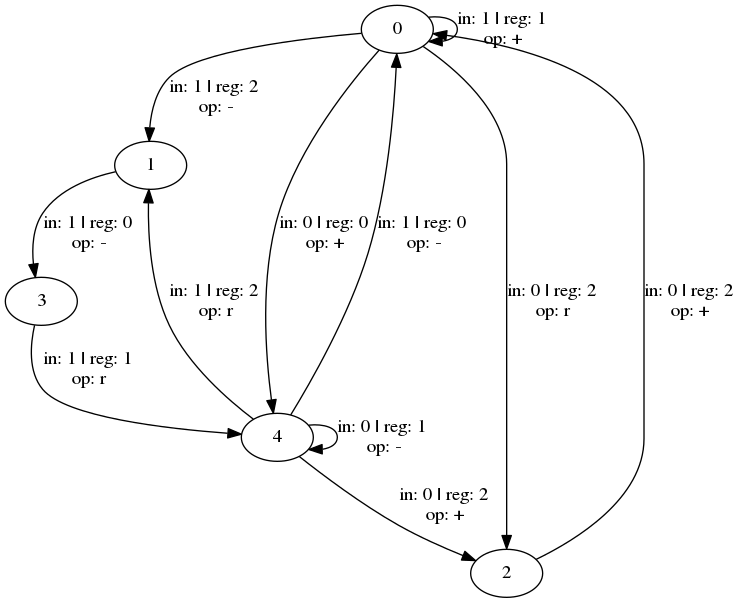 0
in: 1 | reg: 1
op: +
in: 1 | reg: 2
op: -
1
in: 1 | reg: 0
op: -
in: 0 | reg: 0
op: +
in: 1 | reg: 0
op: -
3
in: 1 | reg: 2
op: r
in: 0 | reg: 2
op: r
in: 0 | reg: 2
op: +
in: 1 | reg: 1
op: r
4
in: 0 | reg: 1
op: -
in: 0 | reg: 2
op: +
2